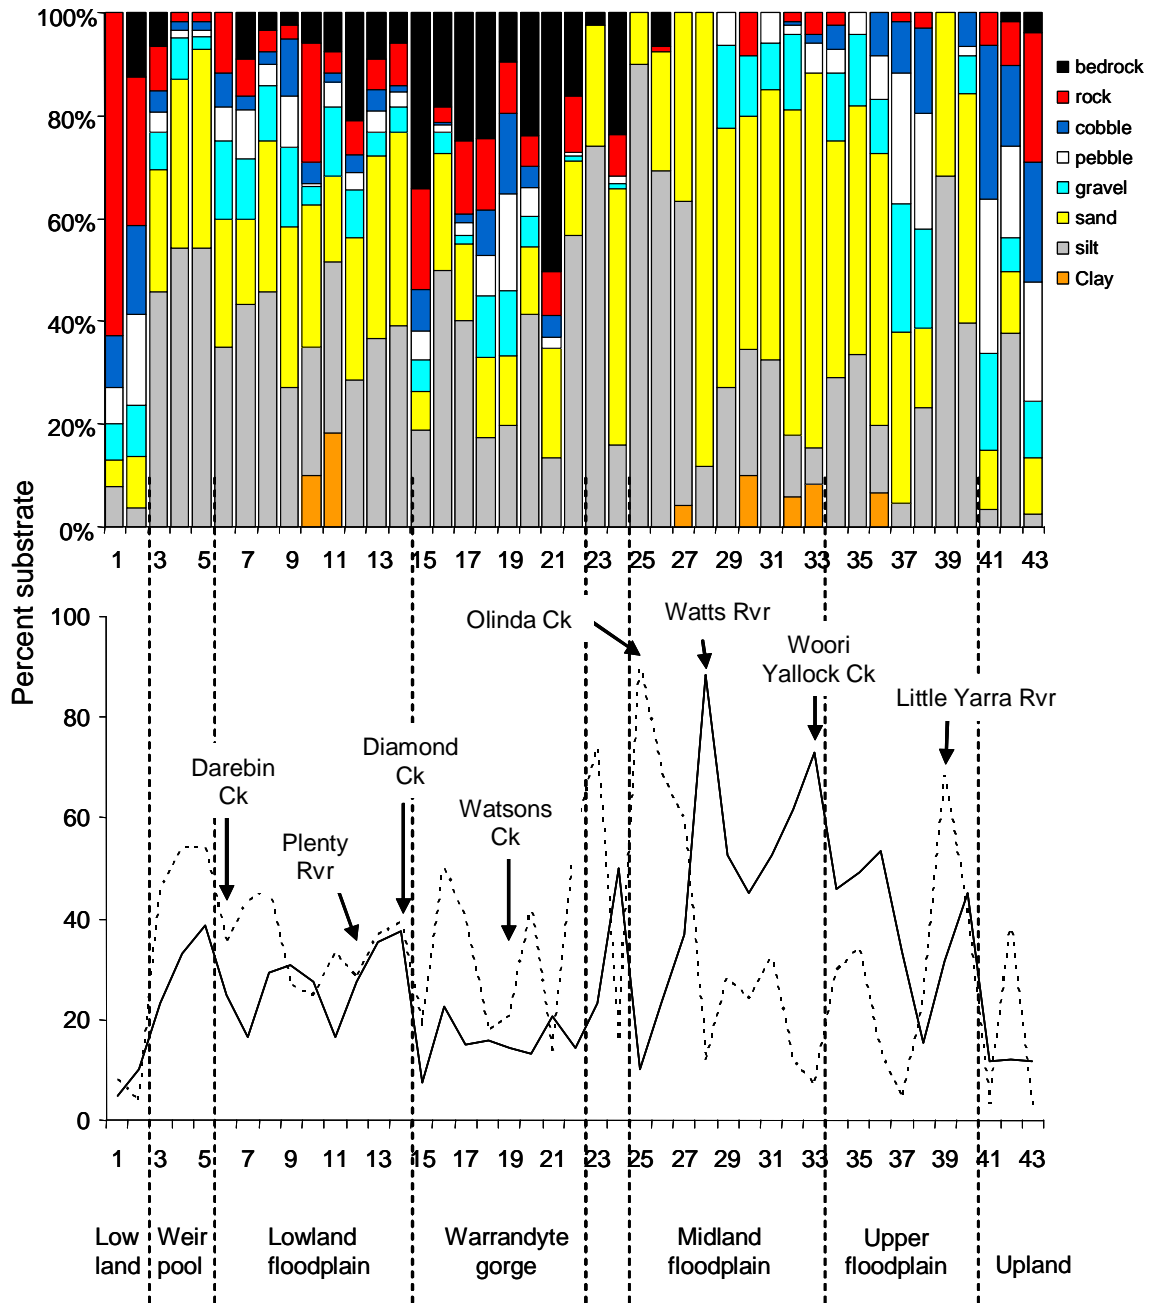 100%
80%
60%
40%
20%
0%
Percent substrate
bedrock
rock
cobble
pebble
gravel
sand
silt
Clay
1 3 5 7 9 11 13 15 17 19 21 23 25 27 29 31 33 35 37 39 41 43
100
80
60
40
20
0
Darebin
Ck
Plenty
Rvr
Diamond
Ck
Watsons
Ck
Olinda Ck
Watts Rvr
Woori
Yallock Ck
Little Yarra Rvr
1 3 5 7 9 11 13 15 17 19 21 23 25 27 29 31 33 35 37 39 41 43
Low
land
Weir
pool
Lowland
floodplain
Warrandyte
gorge
Midland
floodplain
Upper
floodplain
Upland